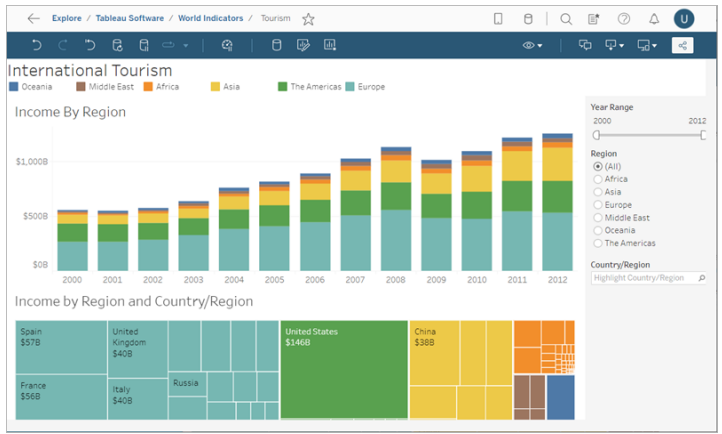 Explore / Tableau Software / World Indicators / Tourism
U
International Tourism
Oceania Middle East Africa Asia The Americas Europe
Income By Region
$1,000B
$500B
$0B
2000 2001 2002 2003 2004 2005 2006 2007 2008 2009 2010 2011 2012
Year Range
2000 2012
Region
(All)
Africa
Asia
Europe
Middle East
Oceania
The Americas
Country/Region
Highlight Country/Region
Income by Region and Country/Region
Spain
$57B
France
$56B
United
Kingdom
$40B
Italy
$40B
Russia
United States
$146B
China
$38B